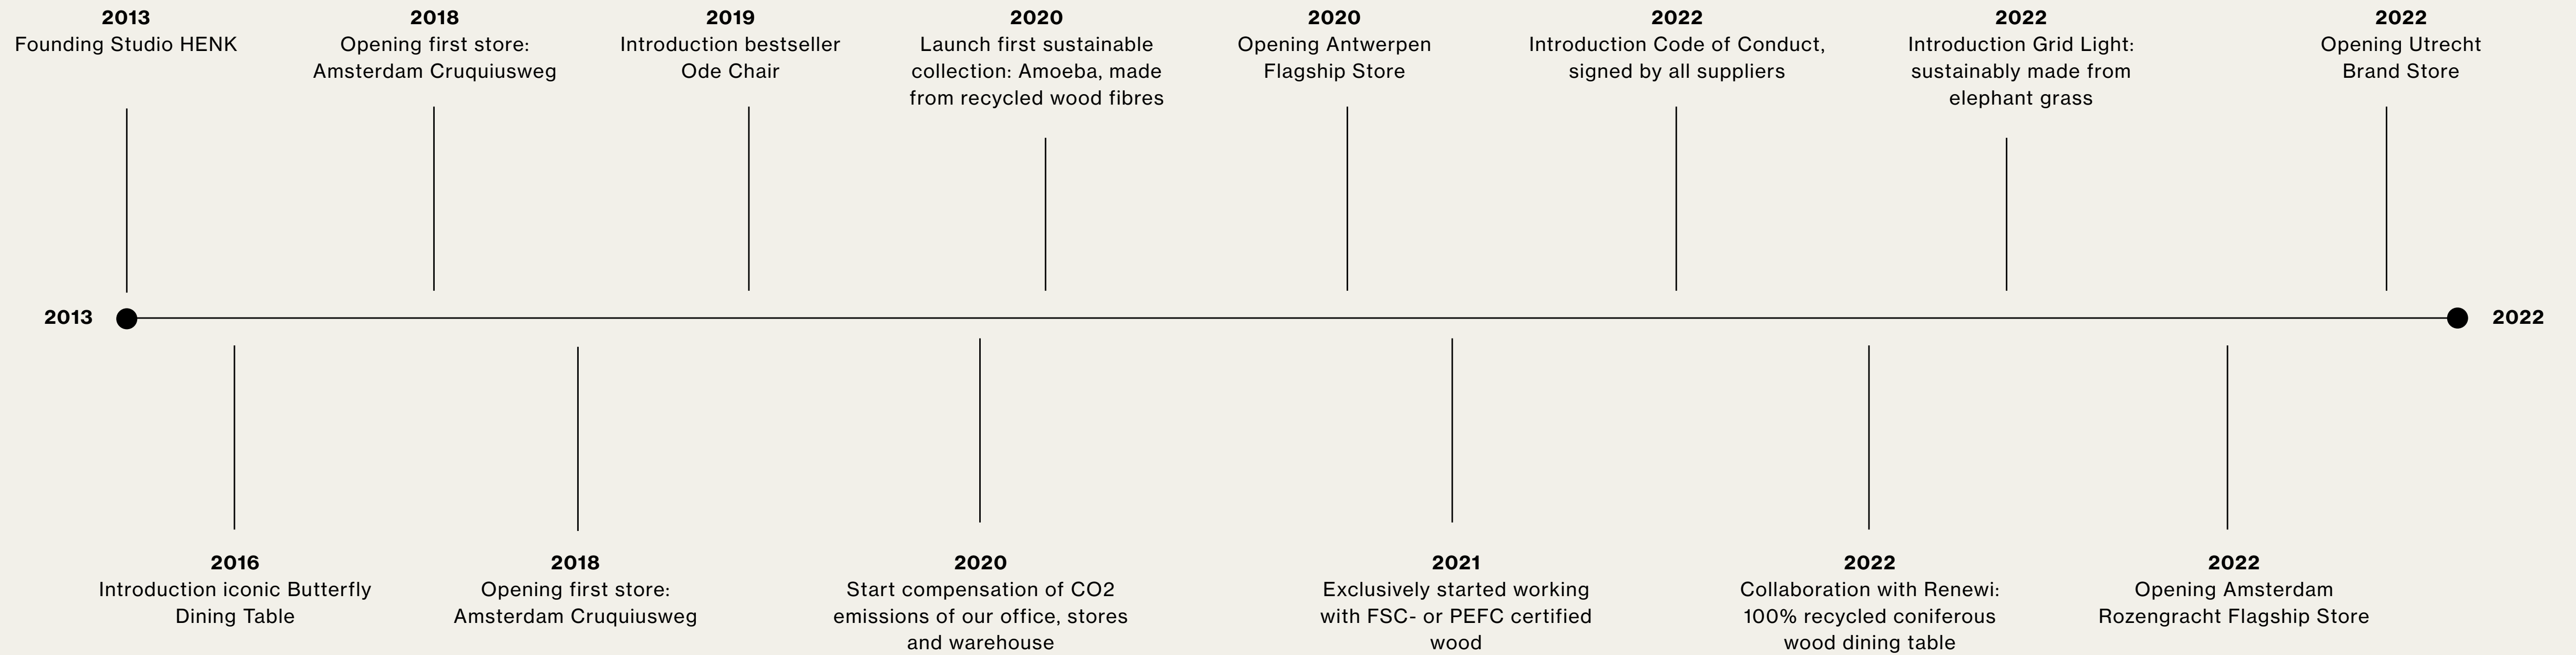 2013
Founding Studio HENK
2018
Opening first store:
Amsterdam Cruquiusweg
2019
Introduction bestseller
Ode Chair
2020
Launch first sustainable
collection: Amoeba, made
from recycled wood fibres
2020
Opening Antwerpen
Flagship Store
2022
Introduction Code of Conduct,
signed by all suppliers
2022
Introduction Grid Light:
sustainably made from
elephant grass
2022
Opening Utrecht
Brand Store
2013
2022
2016
Introduction iconic Butterfly
Dining Table
2018
Opening first store:
Amsterdam Cruquiusweg
2020
Start compensation of CO2
emissions of our office, stores
and warehouse
2021
Exclusively started working
with FSC- or PEFC certified
wood
2022
Collaboration with Renewi:
100% recycled coniferous
wood dining table
2022
Opening Amsterdam
Rozengracht Flagship Store